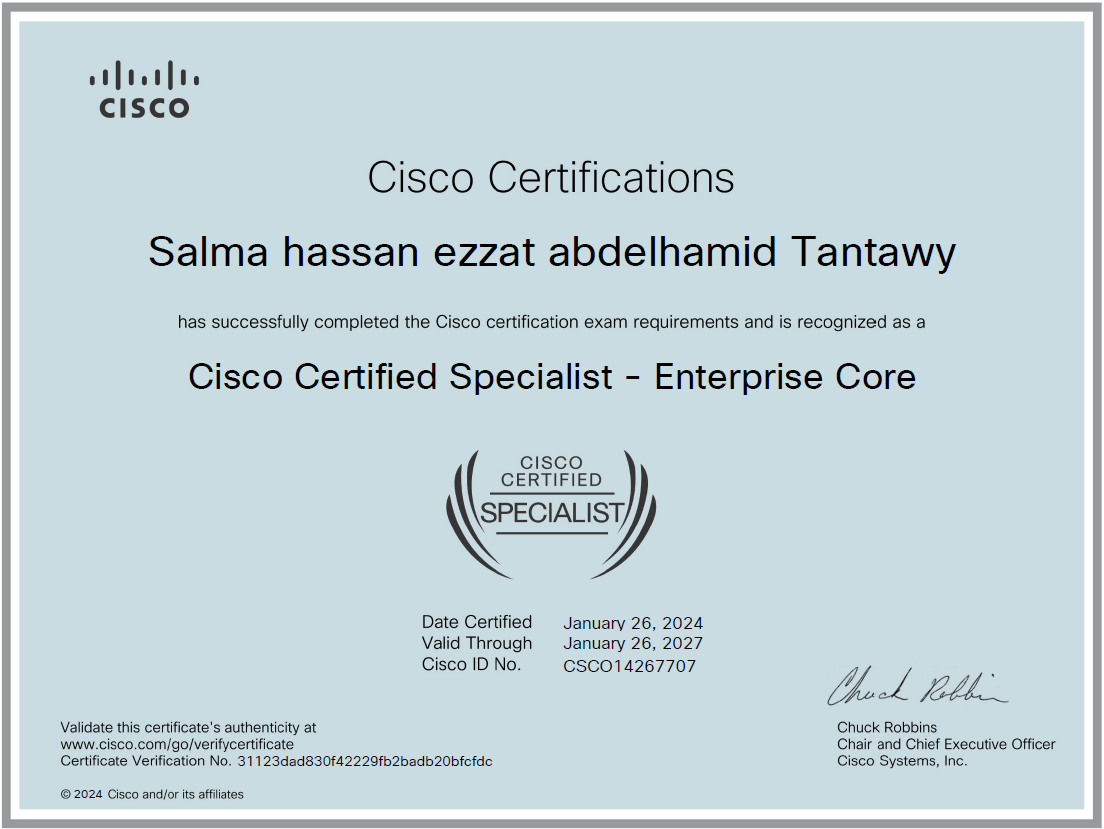 CISCO
Cisco Certifications
Salma hassan ezzat abdelhamid Tantawy
has successfully completed the Cisco certification exam requirements and is recognized as a
Cisco Certified Specialist - Enterprise Core
CISCO
CERTIFIED
SPECIALIST
Date Certified January 26, 2024
Valid Through January 26, 2027
Cisco ID No. CSCO14267707
Chuck Robbins
Validate this certificate's authenticity at
www.cisco.com/go/verifycertificate
Certificate Verification No. 31123dad830f42229fb2badb20bfcfdc
Chuck Robbins
Chair and Chief Executive Officer
Cisco Systems, Inc.
© 2024 Cisco and/or its affiliates